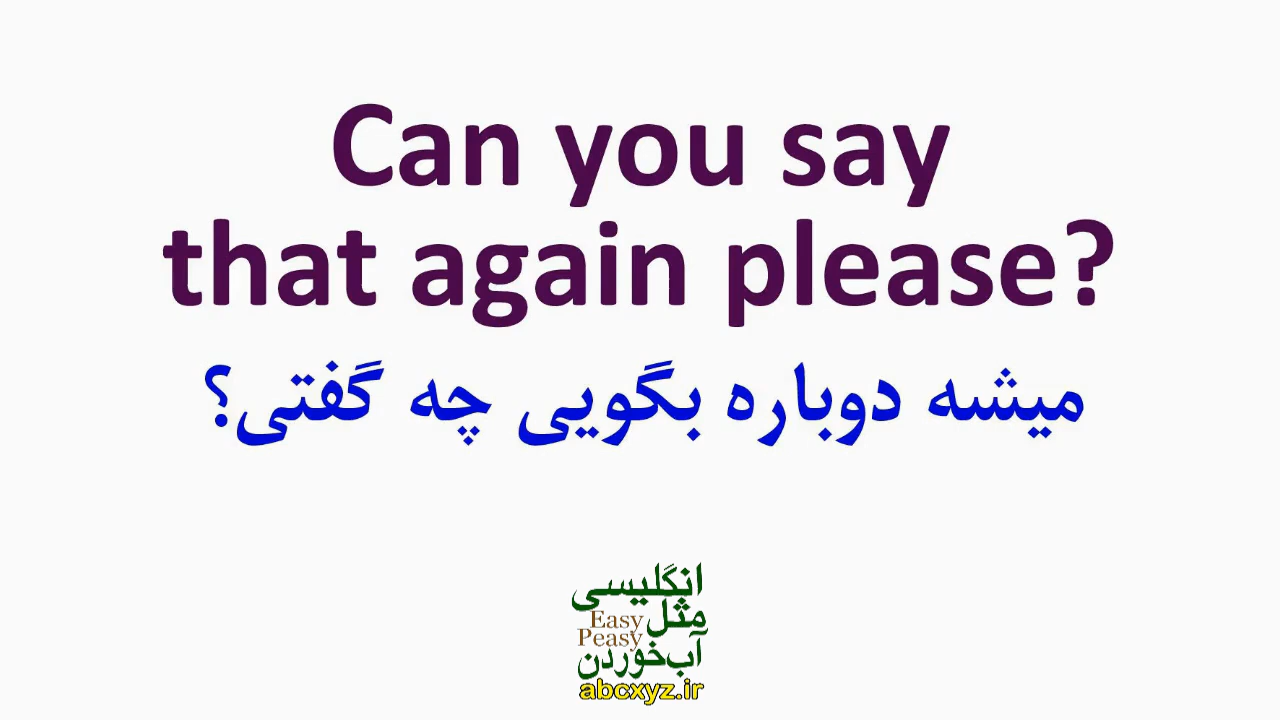 Can you say
that again please?
میشه دوباره بگویی چه گفتی؟
انگلیسی
مثل
Easy
Peasy
آب‌خوردن
abcxyz.ir